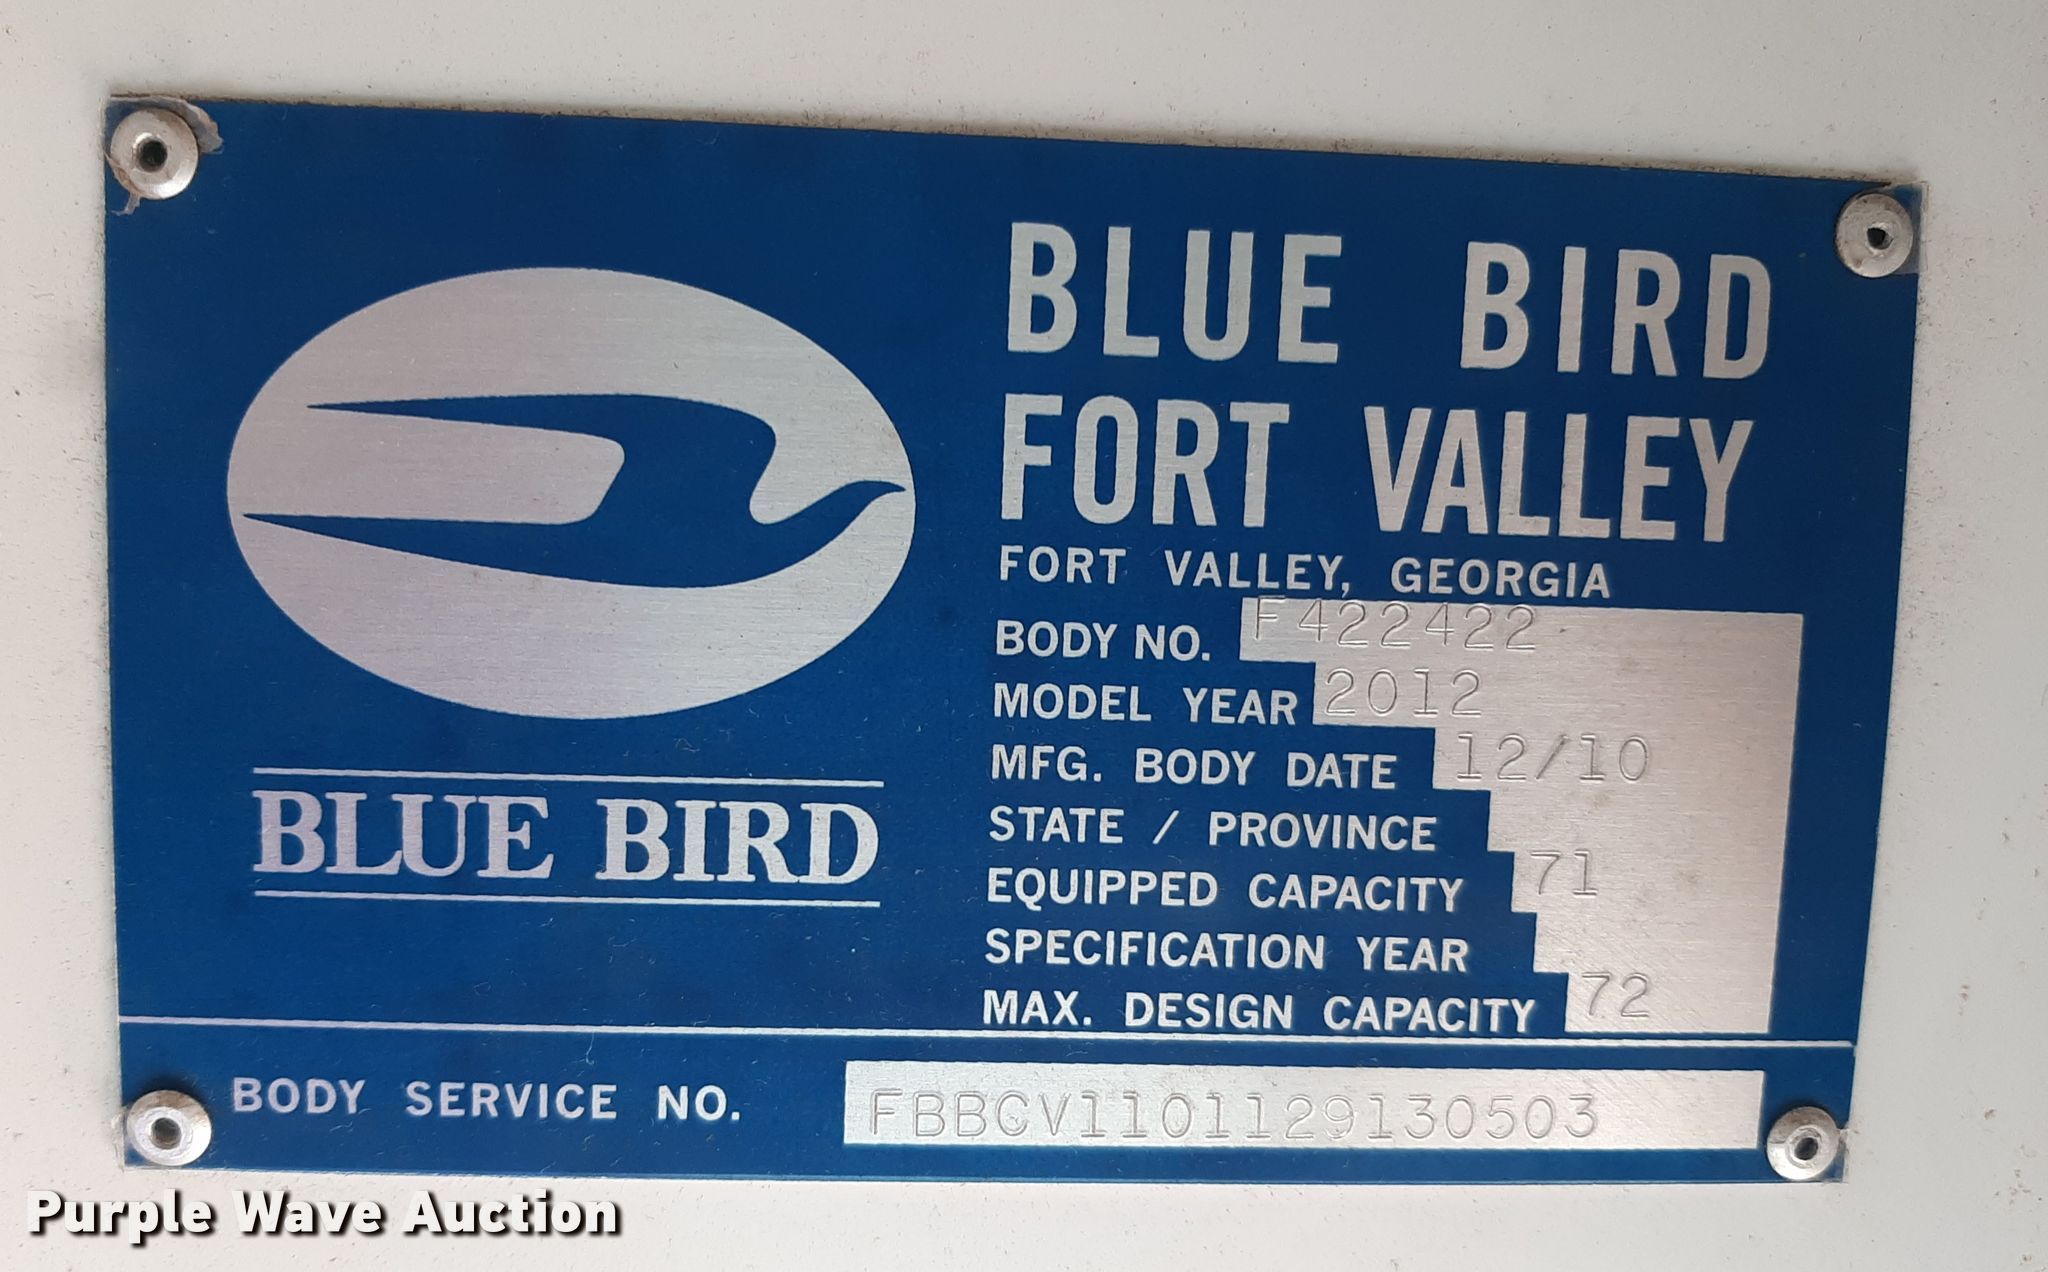 BLUE BIRD
FORT VALLEY
FORT VALLEY, GEORGIA
BODY NO. F422422
MODEL YEAR 2012
MFG. BODY DATE 12/10
STATE / PROVINCE
EQUIPPED CAPACITY 71
SPECIFICATION YEAR
MAX. DESIGN CAPACITY 72
BLUE BIRD
BODY SERVICE NO. FBBCV1101129130503
Purple Wave Auction